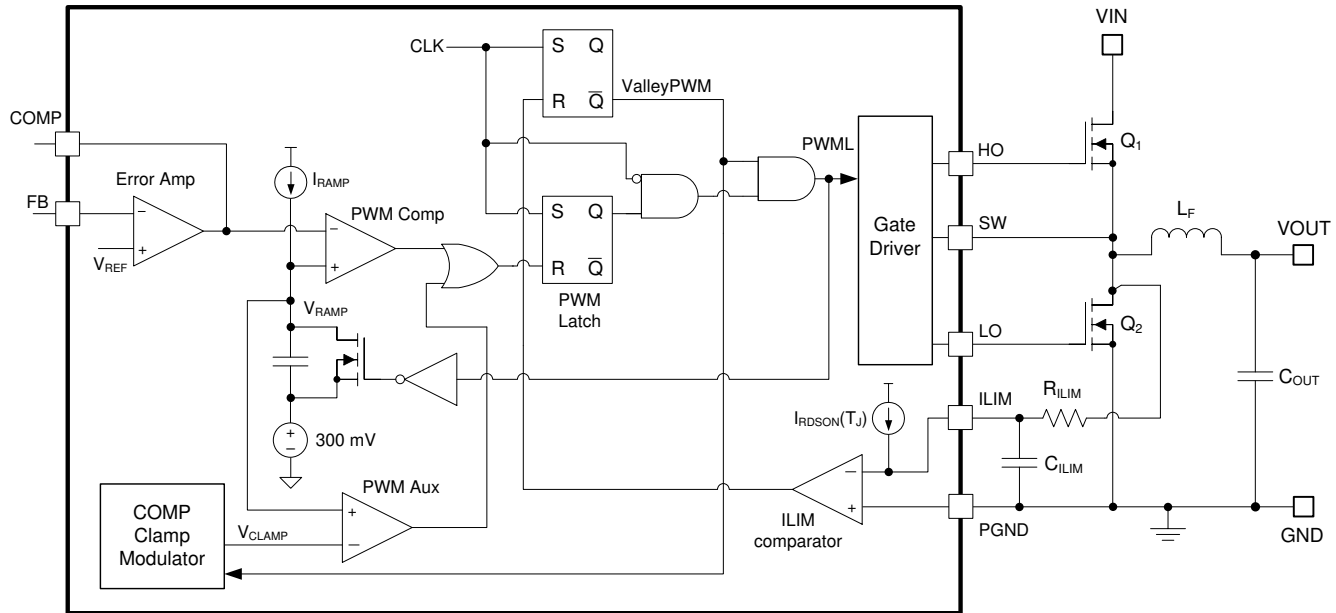 VIN
CLK
S Q
R Q
ValleyPWM
COMP
PWML
HO
Q1
Error Amp
IRAMP
FB
PWM Comp
S Q
R Q
Gate
Driver
SW
LF
VOUT
VREF
PWM
Latch
VRAMP
LO
Q2
COUT
300 mV
IRDSON(TJ)
ILIM
RILIM
CILIM
PWM Aux
COMP
Clamp
Modulator
VCLAMP
ILIM
comparator
PGND
GND